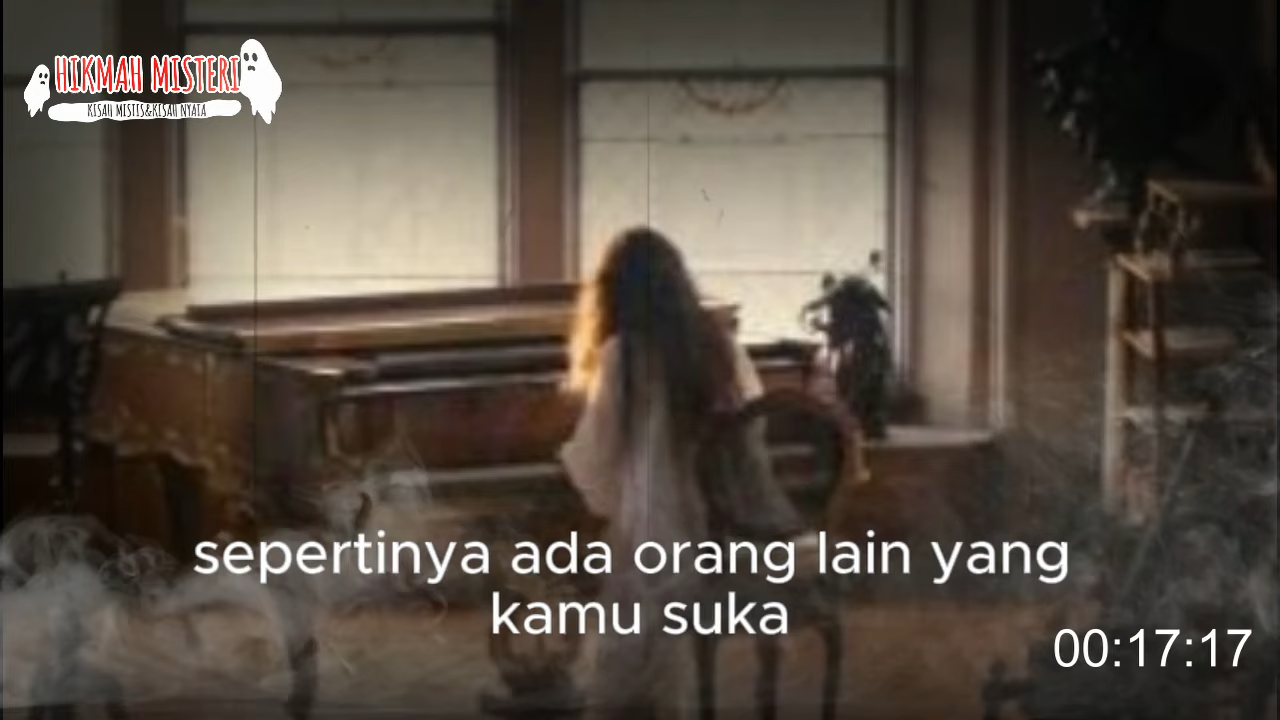 HIKMAH MISTERI
KISAH MISTIS&KISAH NYATA
sepertinya ada orang lain yang
kamu suka
00:17:17